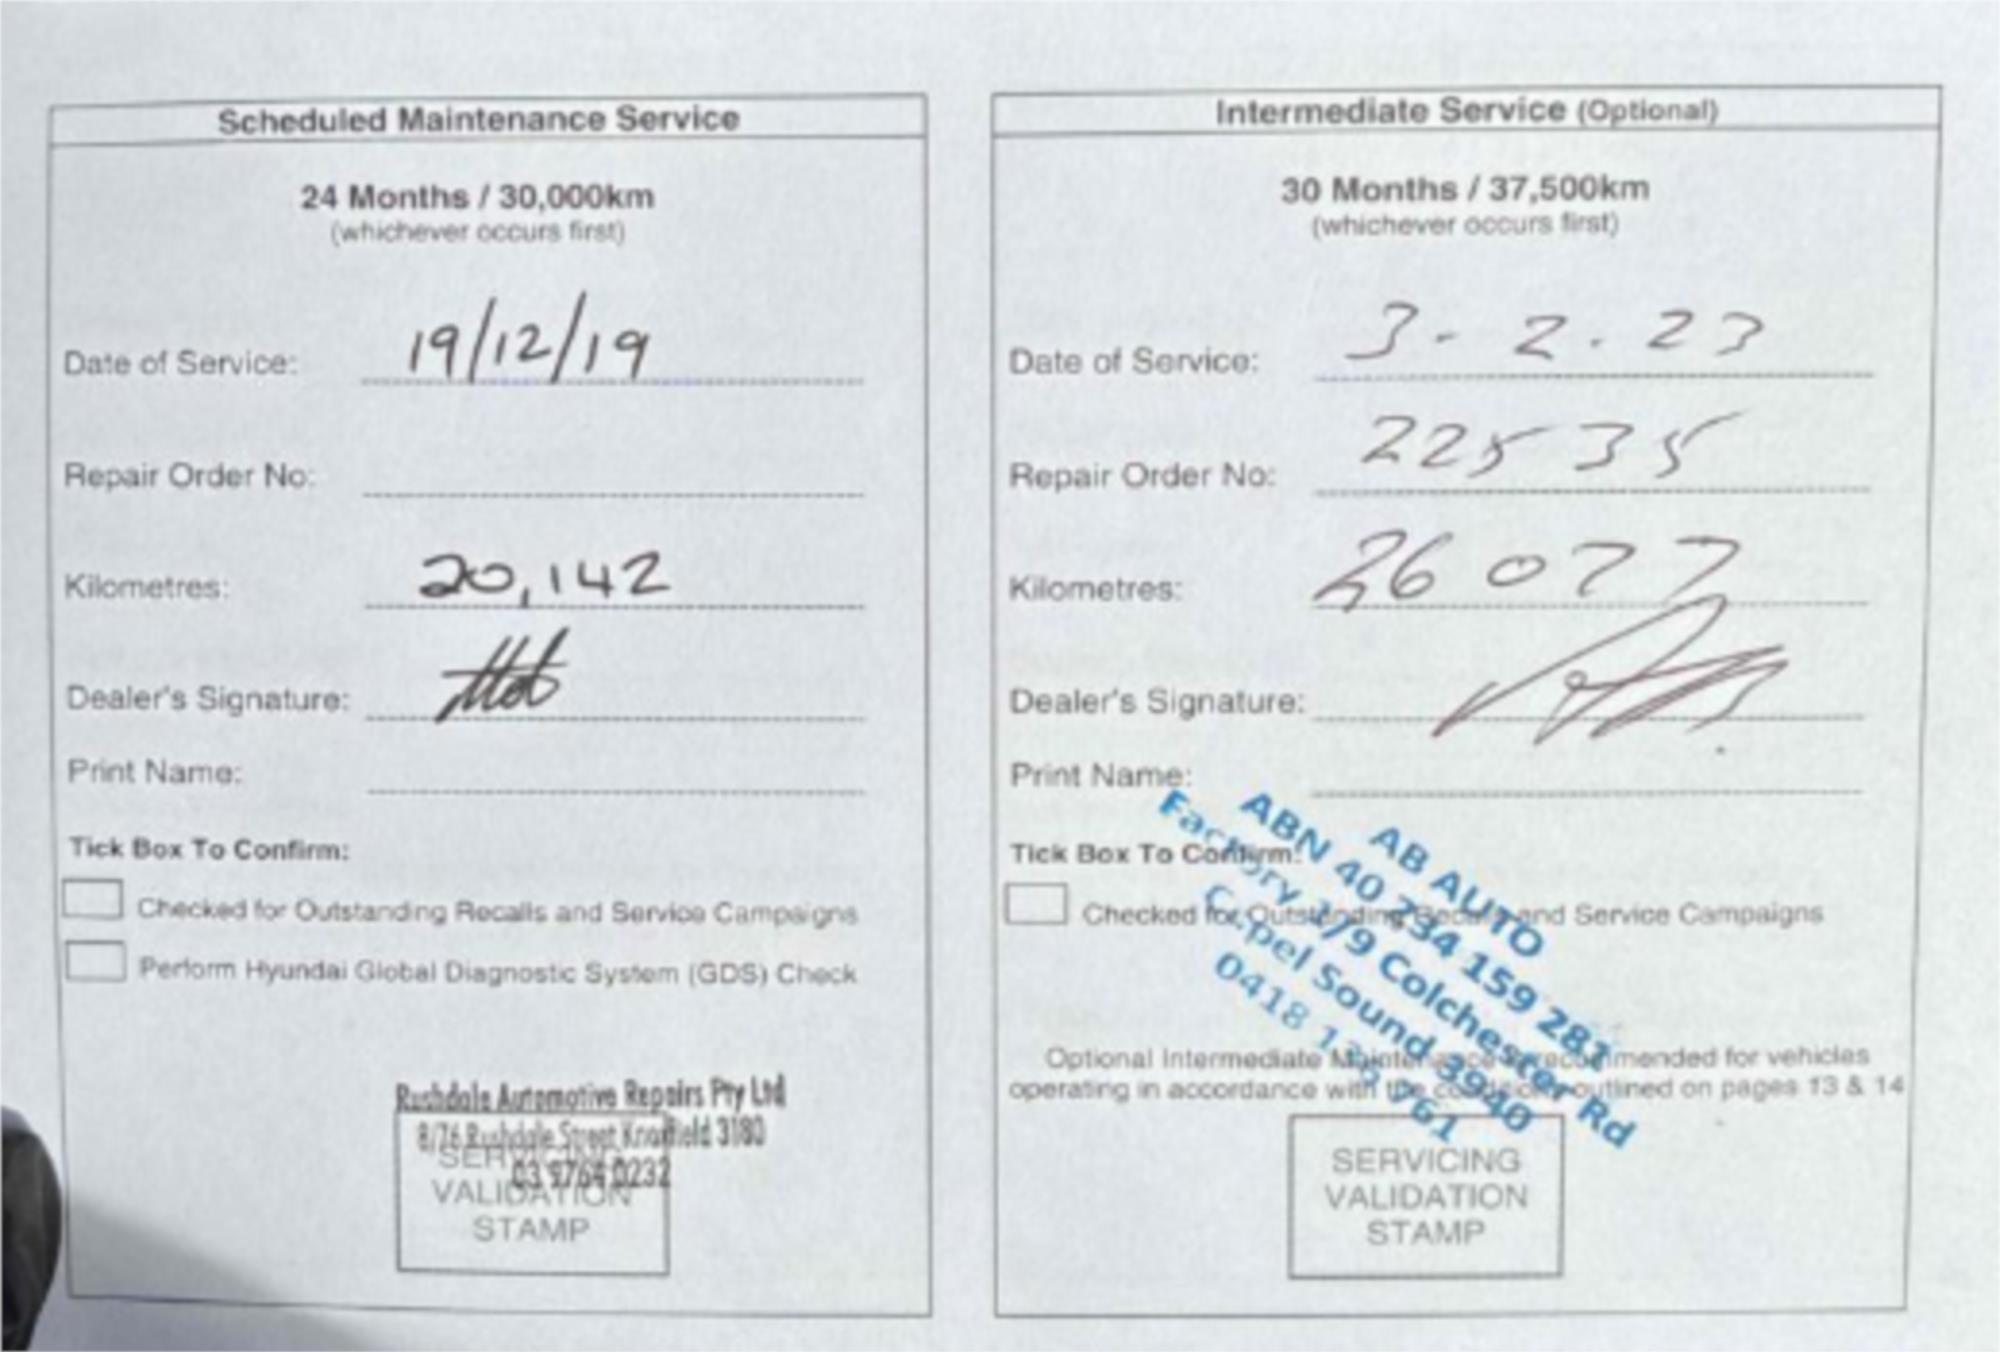 Scheduled Maintenance Service
24 Months / 30,000km
(whichever occurs first)
Date of Service: 19/12/19
Repair Order No:
Kilometres: 20,142
Dealer's Signature:
Print Name:
Tick Box To Confirm:
Checked for Outstanding Recalls and Service Campaigns
Perform Hyundai Global Diagnostic System (GDS) Check
Rushdale Automotive Repairs Pty Ltd
8/76 Rushdale Street Knoxfield 3180
03 9764 0232
SERVICING
VALIDATION
STAMP
Intermediate Service (Optional)
30 Months / 37,500km
(whichever occurs first)
Date of Service: 3-2.23
Repair Order No: 22535
Kilometres: 26077
Dealer's Signature:
Print Name:
Tick Box To Confirm:
Checked for Outstanding Recalls and Service Campaigns
AB AUTO
ABN 40 734 159 281
Factory 1/9 Colchester Rd
Capel Sound 3940
0418 761
Optional Intermediate Maintenance is recommended for vehicles
operating in accordance with the conditions outlined on pages 13 & 14
SERVICING
VALIDATION
STAMP